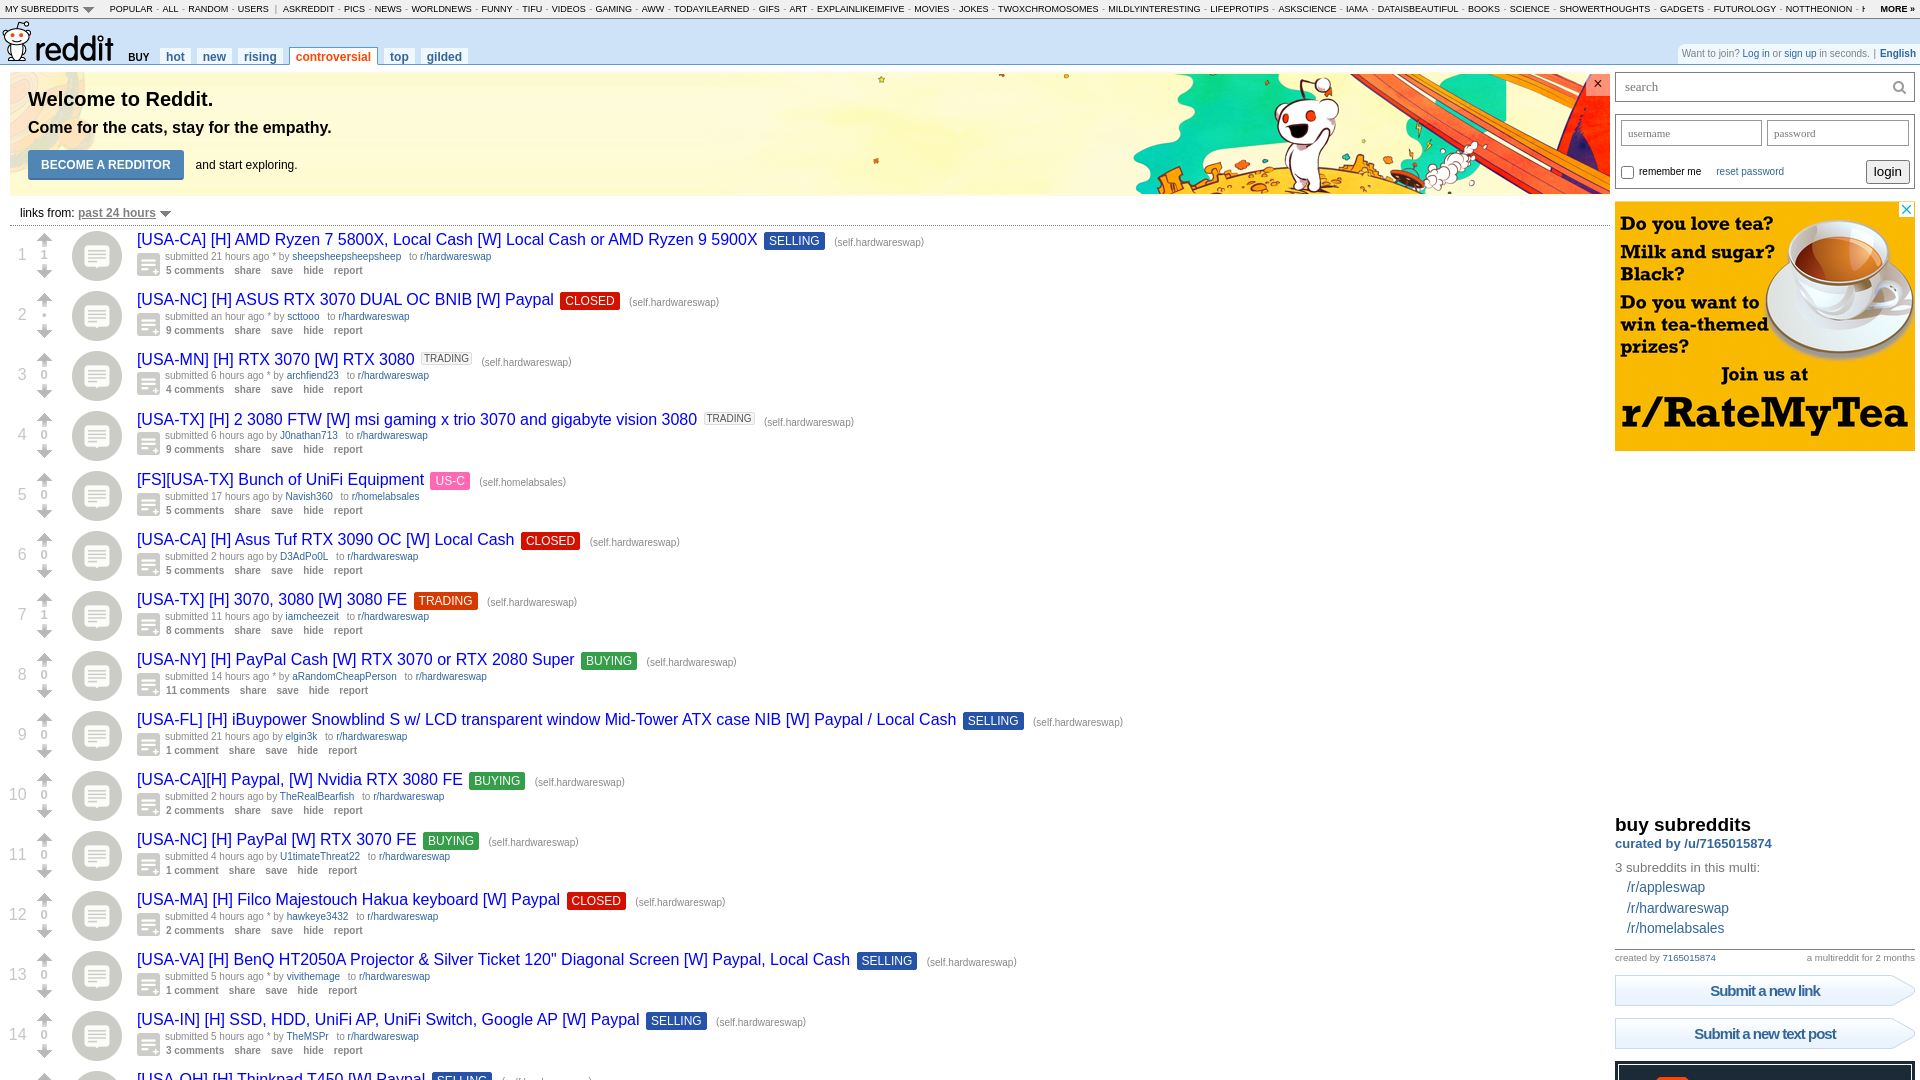 MY SUBREDDITS POPULAR - ALL - RANDOM - USERS | ASKREDDIT - PICS - NEWS - WORLDNEWS - FUNNY - TIFU - VIDEOS - GAMING - AWW - TODAYILEARNED - GIFS - ART - EXPLAINLIKEIMFIVE - MOVIES - JOKES - TWOXCHROMOSOMES - MILDLYINTERESTING - LIFEPROTIPS - ASKSCIENCE - IAMA - DATAISBEAUTIFUL - BOOKS - SCIENCE - SHOWERTHOUGHTS - GADGETS - FUTUROLOGY - NOTTHEONION - MORE »
reddit BUY hot new rising controversial top gilded
Want to join? Log in or sign up in seconds. | English
Welcome to Reddit.
Come for the cats, stay for the empathy.
BECOME A REDDITOR and start exploring.
×
links from: past 24 hours
1 1 [USA-CA] [H] AMD Ryzen 7 5800X, Local Cash [W] Local Cash or AMD Ryzen 9 5900X SELLING (self.hardwareswap)
submitted 21 hours ago * by sheepsheepsheepsheep to r/hardwareswap
5 comments share save hide report
2 • [USA-NC] [H] ASUS RTX 3070 DUAL OC BNIB [W] Paypal CLOSED (self.hardwareswap)
submitted an hour ago * by scttooo to r/hardwareswap
9 comments share save hide report
3 0 [USA-MN] [H] RTX 3070 [W] RTX 3080 TRADING (self.hardwareswap)
submitted 6 hours ago * by archfiend23 to r/hardwareswap
4 comments share save hide report
4 0 [USA-TX] [H] 2 3080 FTW [W] msi gaming x trio 3070 and gigabyte vision 3080 TRADING (self.hardwareswap)
submitted 6 hours ago by J0nathan713 to r/hardwareswap
9 comments share save hide report
5 0 [FS][USA-TX] Bunch of UniFi Equipment US-C (self.homelabsales)
submitted 17 hours ago by Navish360 to r/homelabsales
5 comments share save hide report
6 0 [USA-CA] [H] Asus Tuf RTX 3090 OC [W] Local Cash CLOSED (self.hardwareswap)
submitted 2 hours ago by D3AdPo0L to r/hardwareswap
5 comments share save hide report
7 1 [USA-TX] [H] 3070, 3080 [W] 3080 FE TRADING (self.hardwareswap)
submitted 11 hours ago by iamcheezeit to r/hardwareswap
8 comments share save hide report
8 0 [USA-NY] [H] PayPal Cash [W] RTX 3070 or RTX 2080 Super BUYING (self.hardwareswap)
submitted 14 hours ago * by aRandomCheapPerson to r/hardwareswap
11 comments share save hide report
9 0 [USA-FL] [H] iBuypower Snowblind S w/ LCD transparent window Mid-Tower ATX case NIB [W] Paypal / Local Cash SELLING (self.hardwareswap)
submitted 21 hours ago by elgin3k to r/hardwareswap
1 comment share save hide report
10 0 [USA-CA][H] Paypal, [W] Nvidia RTX 3080 FE BUYING (self.hardwareswap)
submitted 2 hours ago by TheRealBearfish to r/hardwareswap
2 comments share save hide report
11 0 [USA-NC] [H] PayPal [W] RTX 3070 FE BUYING (self.hardwareswap)
submitted 4 hours ago by U1timateThreat22 to r/hardwareswap
1 comment share save hide report
12 0 [USA-MA] [H] Filco Majestouch Hakua keyboard [W] Paypal CLOSED (self.hardwareswap)
submitted 4 hours ago * by hawkeye3432 to r/hardwareswap
2 comments share save hide report
13 0 [USA-VA] [H] BenQ HT2050A Projector & Silver Ticket 120" Diagonal Screen [W] Paypal, Local Cash SELLING (self.hardwareswap)
submitted 5 hours ago * by vivithemage to r/hardwareswap
1 comment share save hide report
14 0 [USA-IN] [H] SSD, HDD, UniFi AP, UniFi Switch, Google AP [W] Paypal SELLING (self.hardwareswap)
submitted 5 hours ago * by TheMSPr to r/hardwareswap
3 comments share save hide report
[USA-OH] [H] Thinkpad T450 [W] Paypal SELLING
search
username password
remember me reset password login
Do you love tea?
Milk and sugar?
Black?
Do you want to
win tea-themed
prizes?
Join us at
r/RateMyTea
buy subreddits
curated by /u/7165015874
3 subreddits in this multi:
/r/appleswap
/r/hardwareswap
/r/homelabsales
created by 7165015874 a multireddit for 2 months
Submit a new link
Submit a new text post